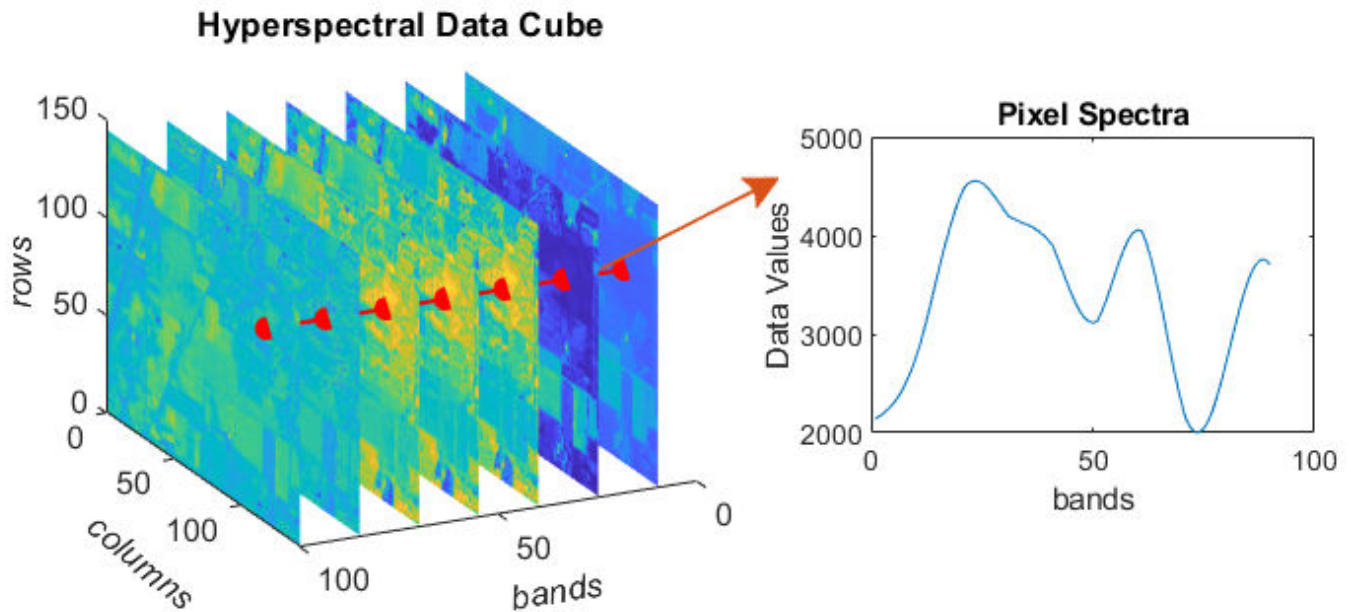 Hyperspectral Data Cube
150
100
50
0
rows
0
50
100
columns
100
50
0
bands
Pixel Spectra
5000
4000
3000
2000
Data Values
0
50
100
bands